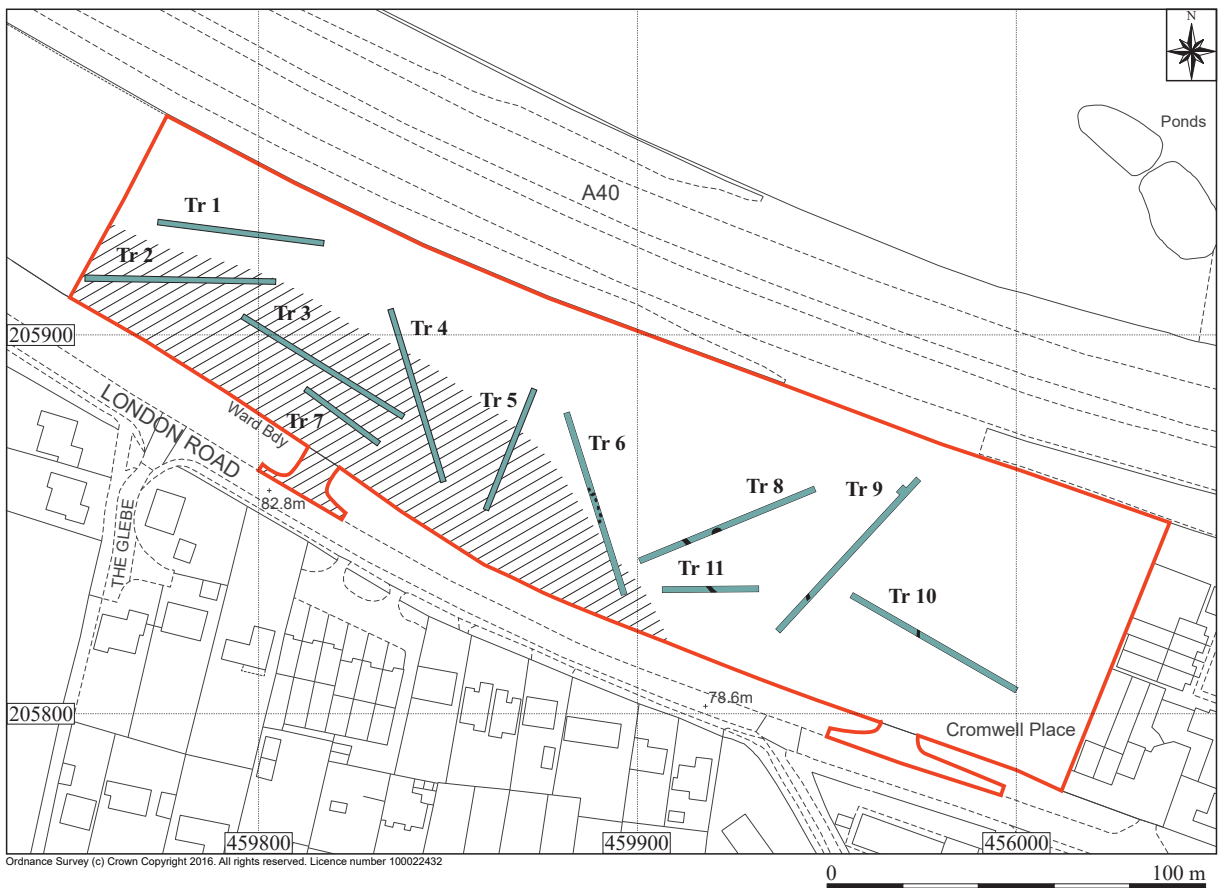 N
Ponds
A40
Tr 1
Tr 2
Tr 3
Tr 4
205900
Tr 5
Tr 7
Ward Bdy
LONDON ROAD
Tr 6
Tr 8
Tr 9
82.8m
THE GLEBE
Tr 11
Tr 10
78.6m
205800
Cromwell Place
459800
459900
456000
Ordnance Survey (c) Crown Copyright 2016. All rights reserved. Licence number 100022432
0
100 m